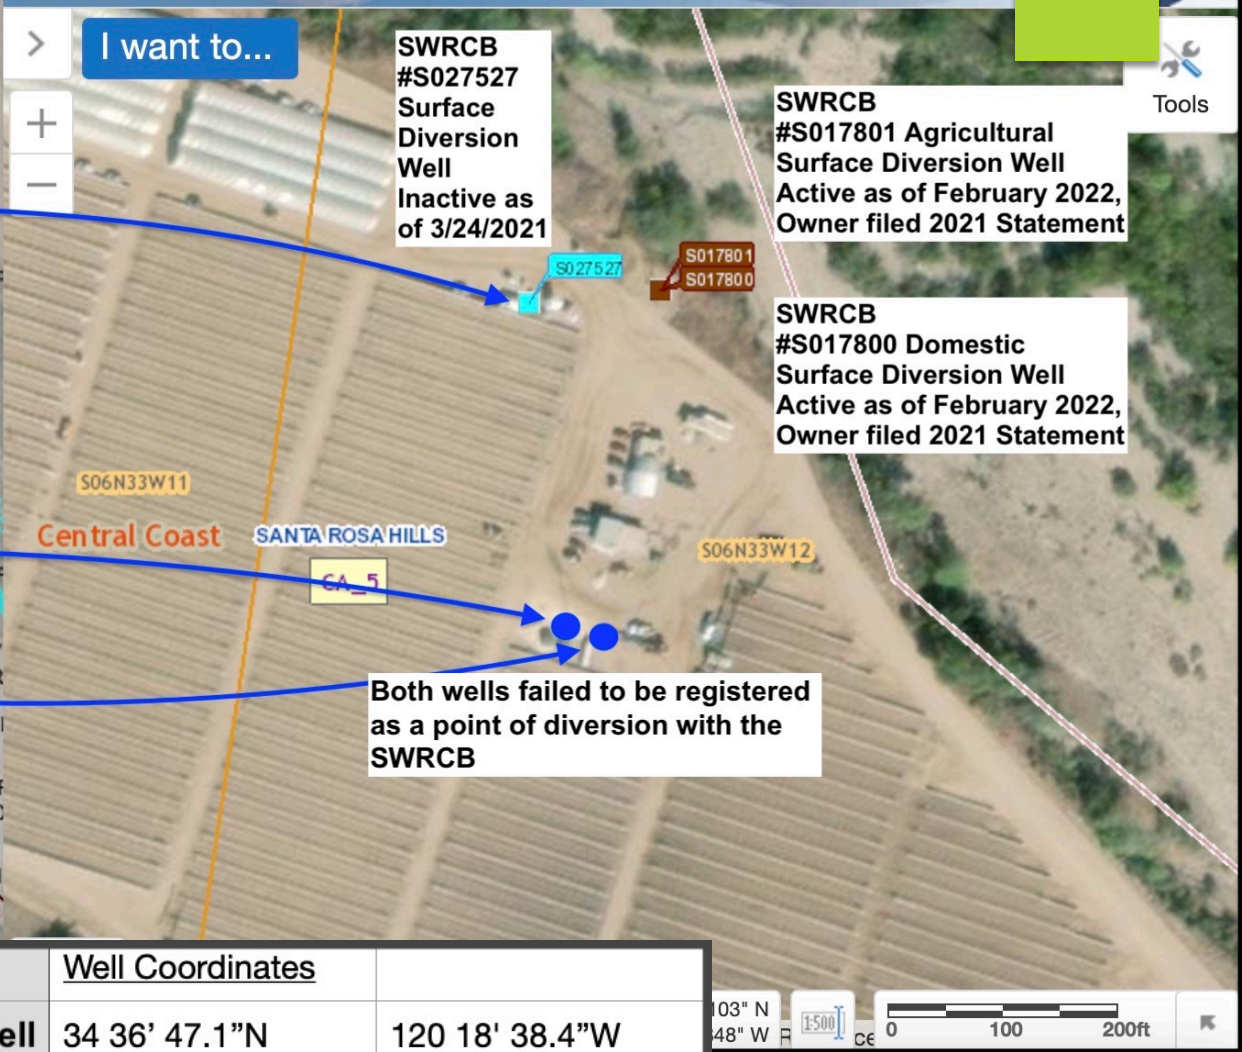 I want to...
SWRCB
#S027527
Surface
Diversion
Well
Inactive as
of 3/24/2021
SWRCB
#S017801 Agricultural
Surface Diversion Well
Active as of February 2022,
Owner filed 2021 Statement
Tools
S027527
S017801
S017800
SWRCB
#S017800 Domestic
Surface Diversion Well
Active as of February 2022,
Owner filed 2021 Statement
S06N33W11
Central Coast
SANTA ROSA HILLS
CA_5
S06N33W12
Both wells failed to be registered
as a point of diversion with the
SWRCB
Well Coordinates
ell 34 36’ 47.1”N 120 18' 38.4”W
103" N
48" W
1:500
0 100 200ft